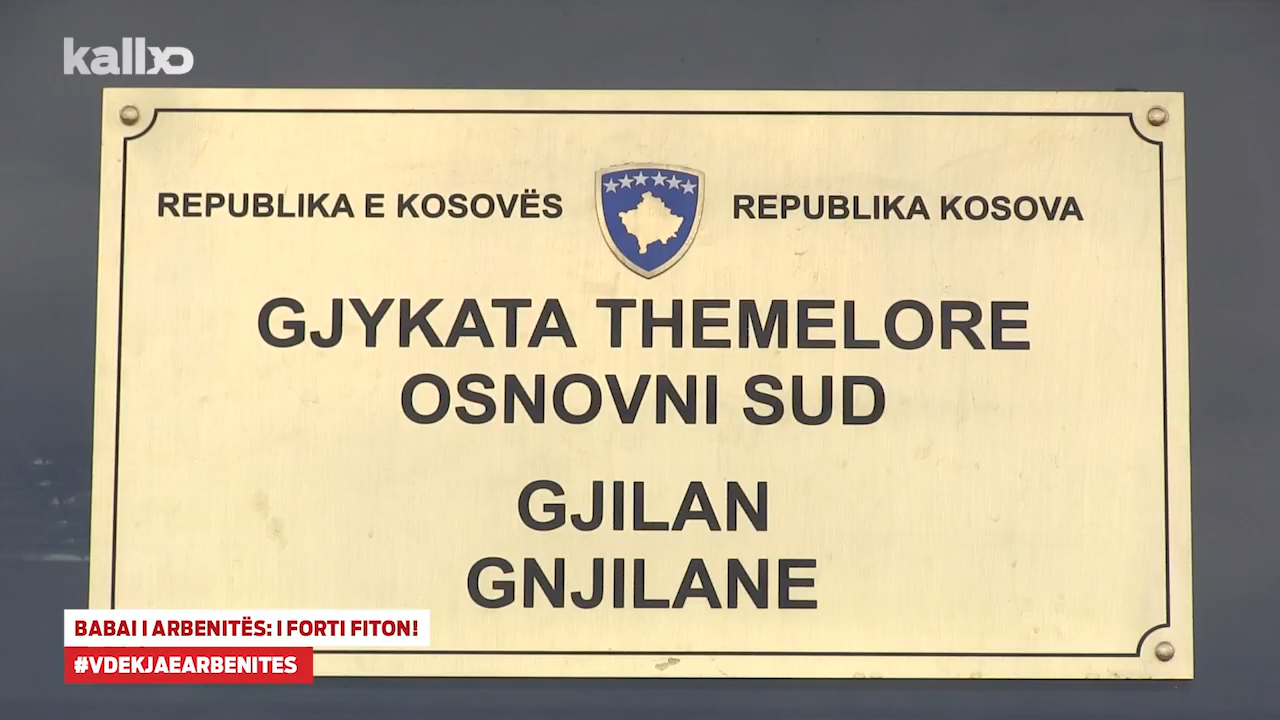 kallxo
REPUBLIKA E KOSOVËS
REPUBLIKA KOSOVA
GJYKATA THEMELORE
OSNOVNI SUD
GJILAN
GNJILANE
BABAI I ARBENITËS: I FORTI FITON!
#VDEKJAEARBENITES